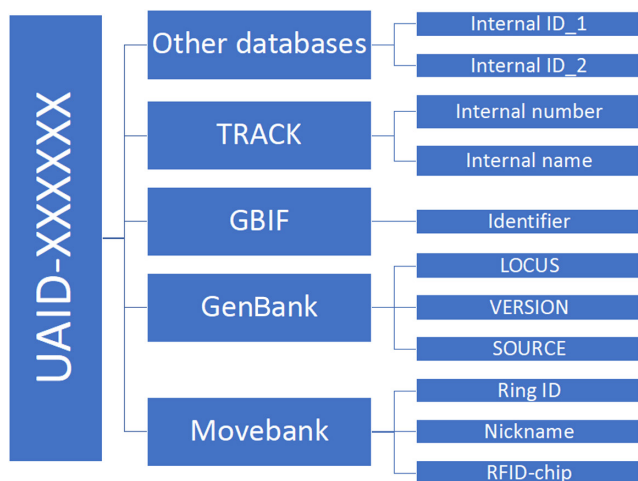 UAID-XXXXXX
Other databases
Internal ID_1
Internal ID_2
TRACK
Internal number
Internal name
GBIF
Identifier
GenBank
LOCUS
VERSION
SOURCE
Movebank
Ring ID
Nickname
RFID-chip